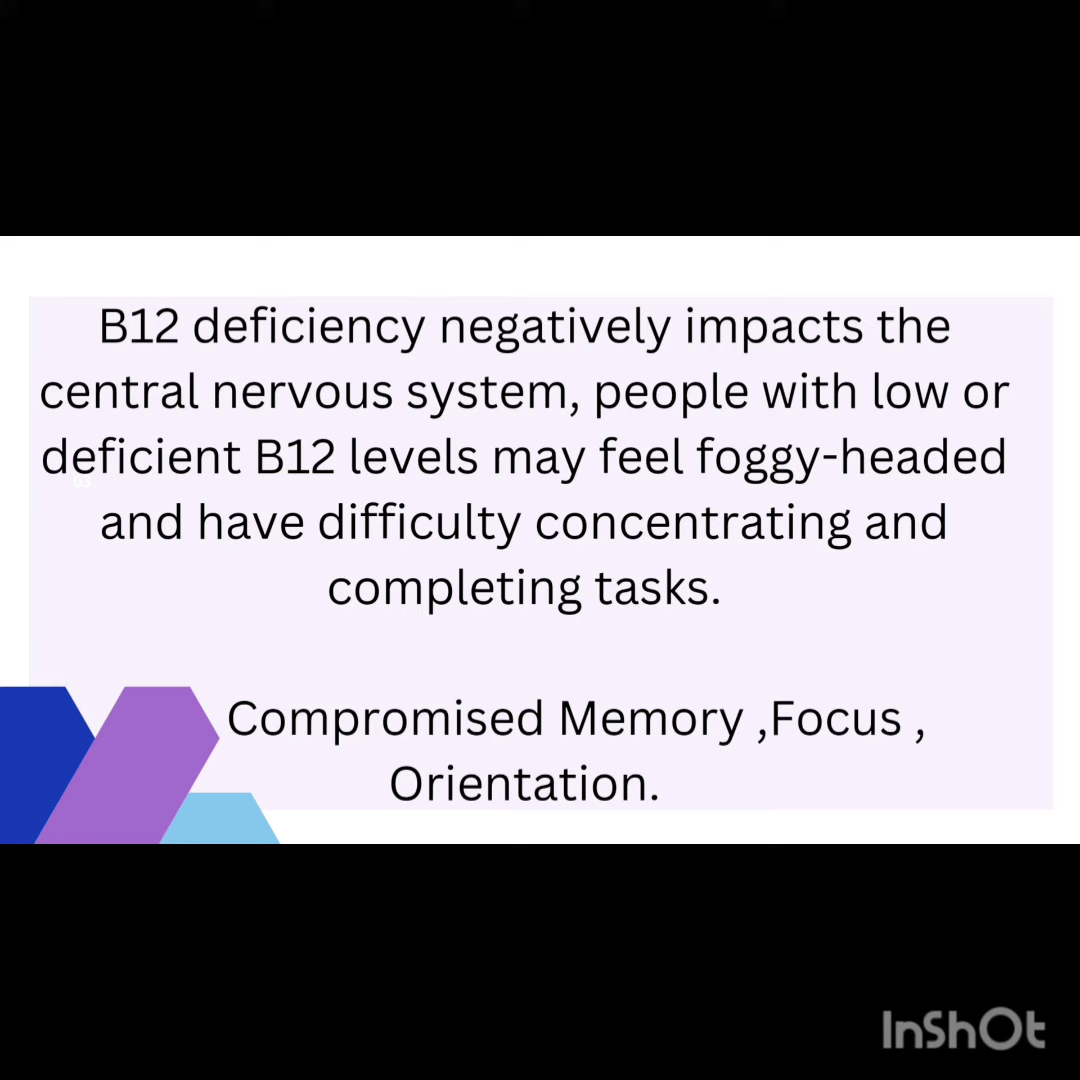 B12 deficiency negatively impacts the
central nervous system, people with low or
deficient B12 levels may feel foggy-headed
03
and have difficulty concentrating and
completing tasks.
Compromised Memory ,Focus ,
Orientation.
InShOt